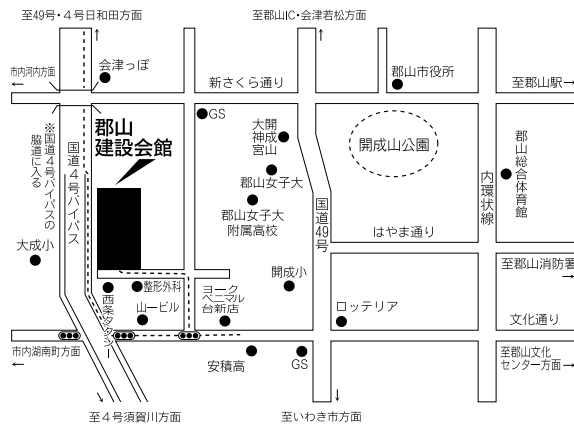 至49号・４号日和田方面
至郡山IC・会津若松方面
市内河内方面
会津っぽ
新さくら通り
郡山市役所
至郡山駅
GS
郡山
建設会館
大開
神成
宮山
開成山公園
郡山総合体育館
※国道４号バイパスの
脇道に入る
国道４号バイパス
郡山女子大
内環状線
郡山女子大
附属高校
国道49号
はやま通り
大成小
至郡山消防署
整形外科
開成小
西条タクシー
山一ビル
ヨーク
ベニマル
台新店
ロッテリア
文化通り
市内湖南町方面
安積高
GS
至郡山文化
センター方面
至４号須賀川方面
至いわき市方面